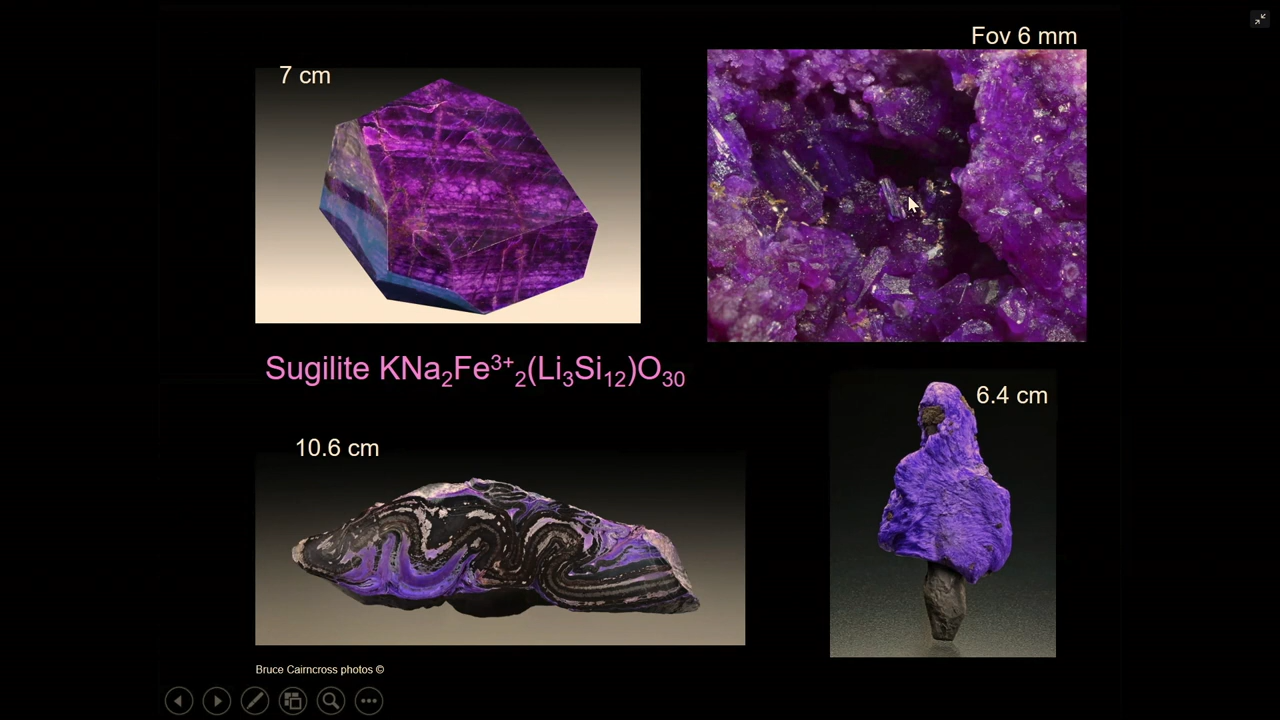 Fov 6 mm
7 cm
Sugilite KNa₂Fe³⁺₂(Li₃Si₁₂)O₃₀
6.4 cm
10.6 cm
Bruce Cairncross photos ©